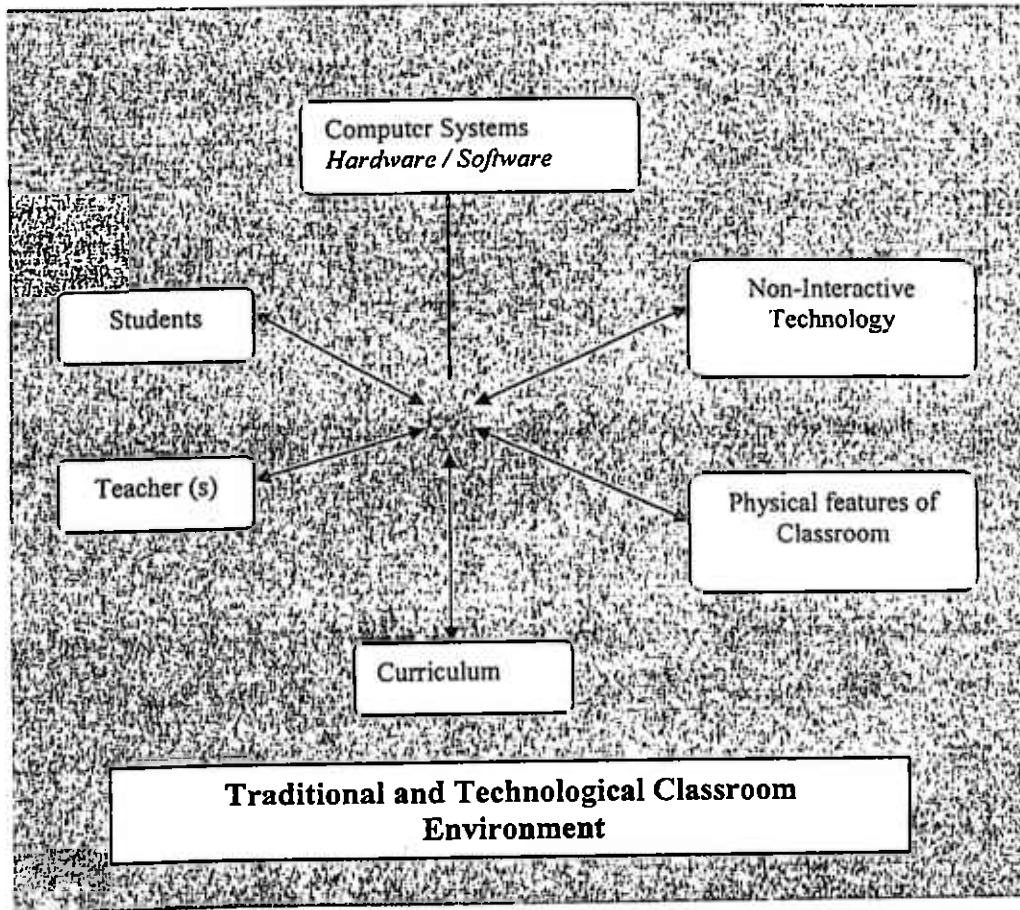 Computer Systems
Hardware / Software
Students
Non-Interactive
Technology
Teacher (s)
Physical features of
Classroom
Curriculum
Traditional and Technological Classroom
Environment